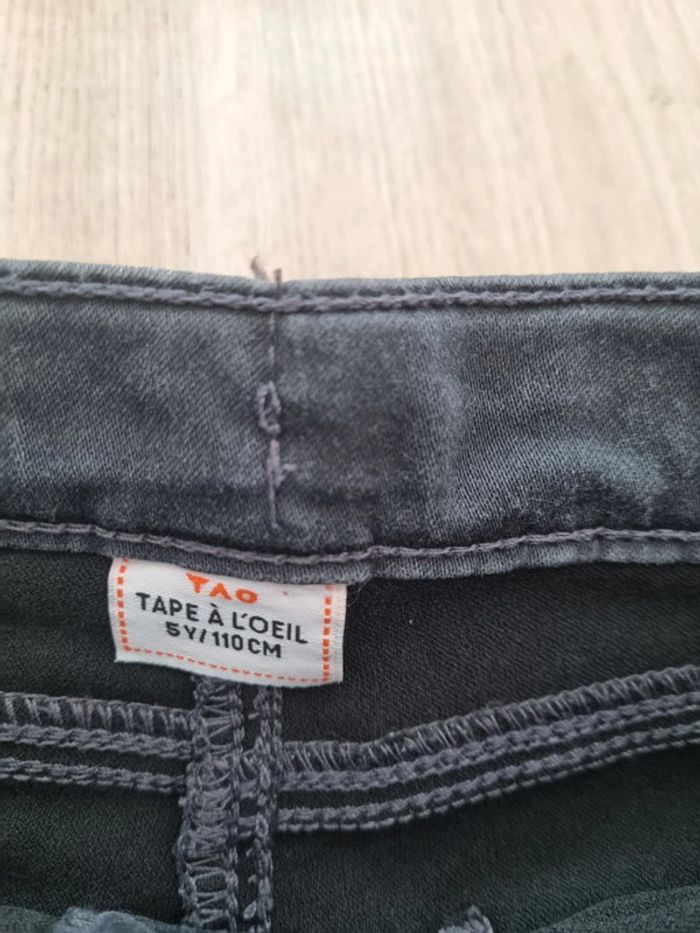 TAO
TAPE À L'OEIL
5Y/110CM